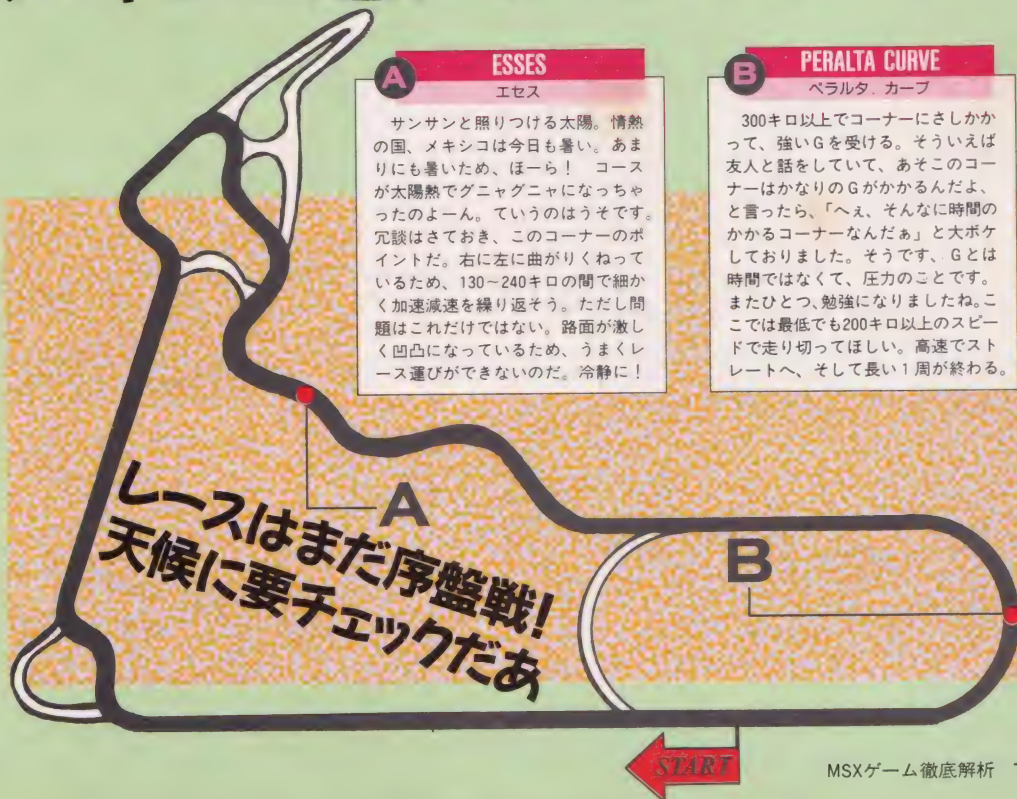 A
ESSES
エセス
サンサンと照りつける太陽。情熱
の国、メキシコは今日も暑い。あま
りにも暑いため、ほーら! コース
が太陽熱でグニャグニャになっちゃ
ったのよーん。ていうのはうそです。
冗談はさておき、このコーナーのポ
イントだ。右に左に曲がりくねって
いるため、130~240キロの間で細か
く加速減速を繰り返そう。ただし問
題はこれだけではない。路面が激し
く凹凸になっているため、うまくレ
ース運びができないのだ。冷静に!
B
PERALTA CURVE
ペラルタ.カーブ
300キロ以上でコーナーにさしかか
って、強いGを受ける。そういえば
友人と話をしていて、あそこのコー
ナーはかなりのGがかかるんだよ、
と言ったら、「へぇ、そんなに時間の
かかるコーナーなんだぁ」と大ボケ
しておりました。そうです、Gとは
時間ではなくて、圧力のことです。
またひとつ、勉強になりましたね。こ
こでは最低でも200キロ以上のスピー
ドで走り切ってほしい。高速でスト
レートへ、そして長い1周が終わる。
A
B
レースはまだ序盤戦!
天候に要チェックだあ
START
MSXゲーム徹底解析